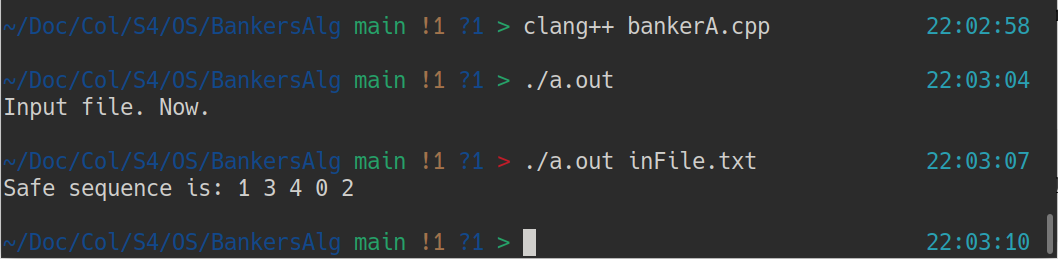 ~/Doc/Col/S4/OS/BankersAlg main !1 ?1 > clang++ bankerA.cpp 22:02:58
~/Doc/Col/S4/OS/BankersAlg main !1 ?1 > ./a.out 22:03:04
Input file. Now.
~/Doc/Col/S4/OS/BankersAlg main !1 ?1 > ./a.out inFile.txt 22:03:07
Safe sequence is: 1 3 4 0 2
~/Doc/Col/S4/OS/BankersAlg main !1 ?1 > 22:03:10